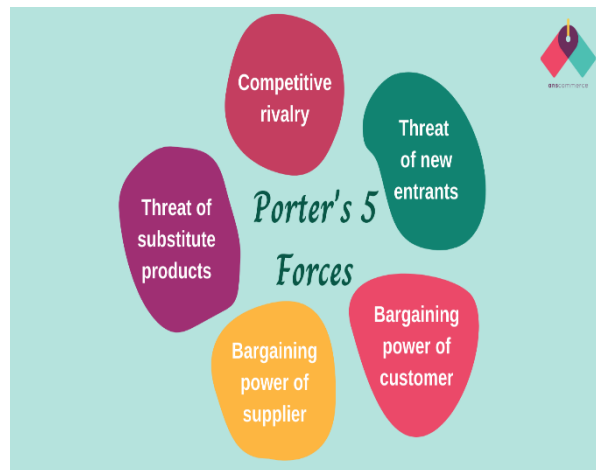 Competitive
rivalry
Threat
of new
entrants
Threat of
substitute
products
Porter's 5
Forces
Bargaining
power of
customer
Bargaining
power of
supplier